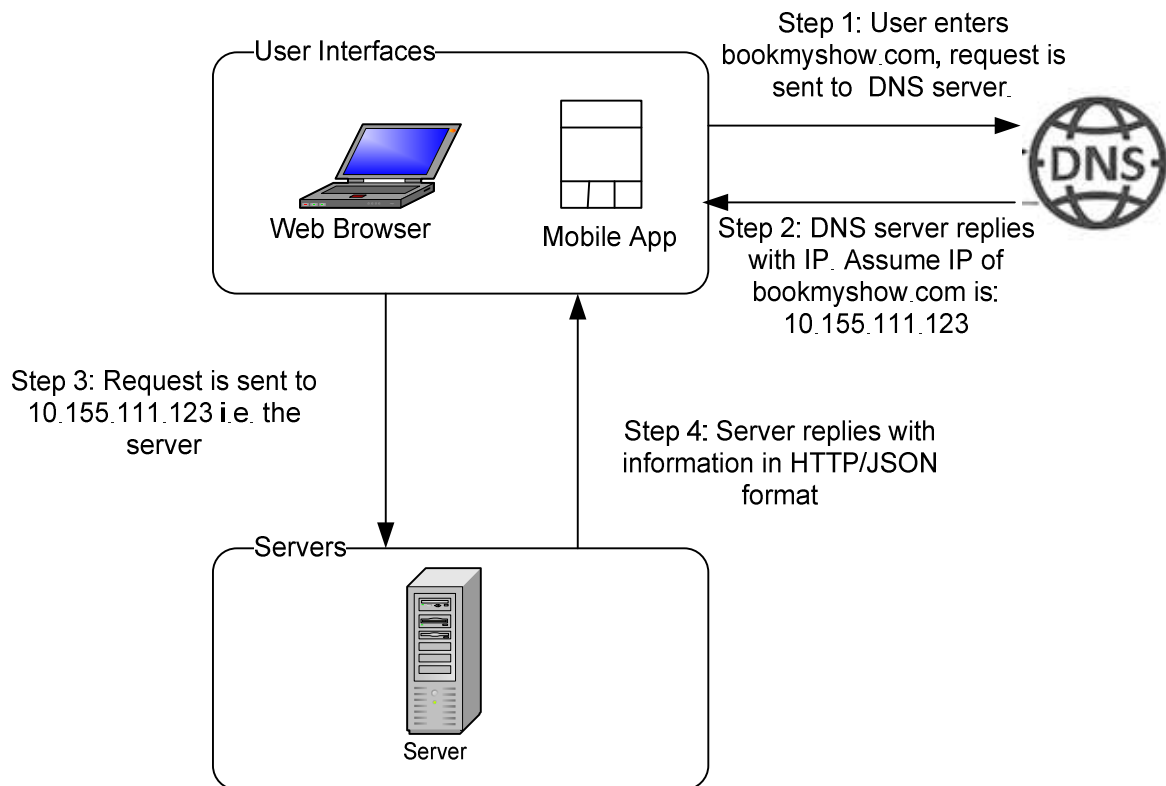 User Interfaces
Web Browser
Mobile App
Step 1: User enters
bookmyshow.com, request is
sent to DNS server.
DNS
Step 2: DNS server replies
with IP. Assume IP of
bookmyshow.com is:
10.155.111.123
Step 3: Request is sent to
10.155.111.123 i.e. the
server
Step 4: Server replies with
information in HTTP/JSON
format
Servers
Server